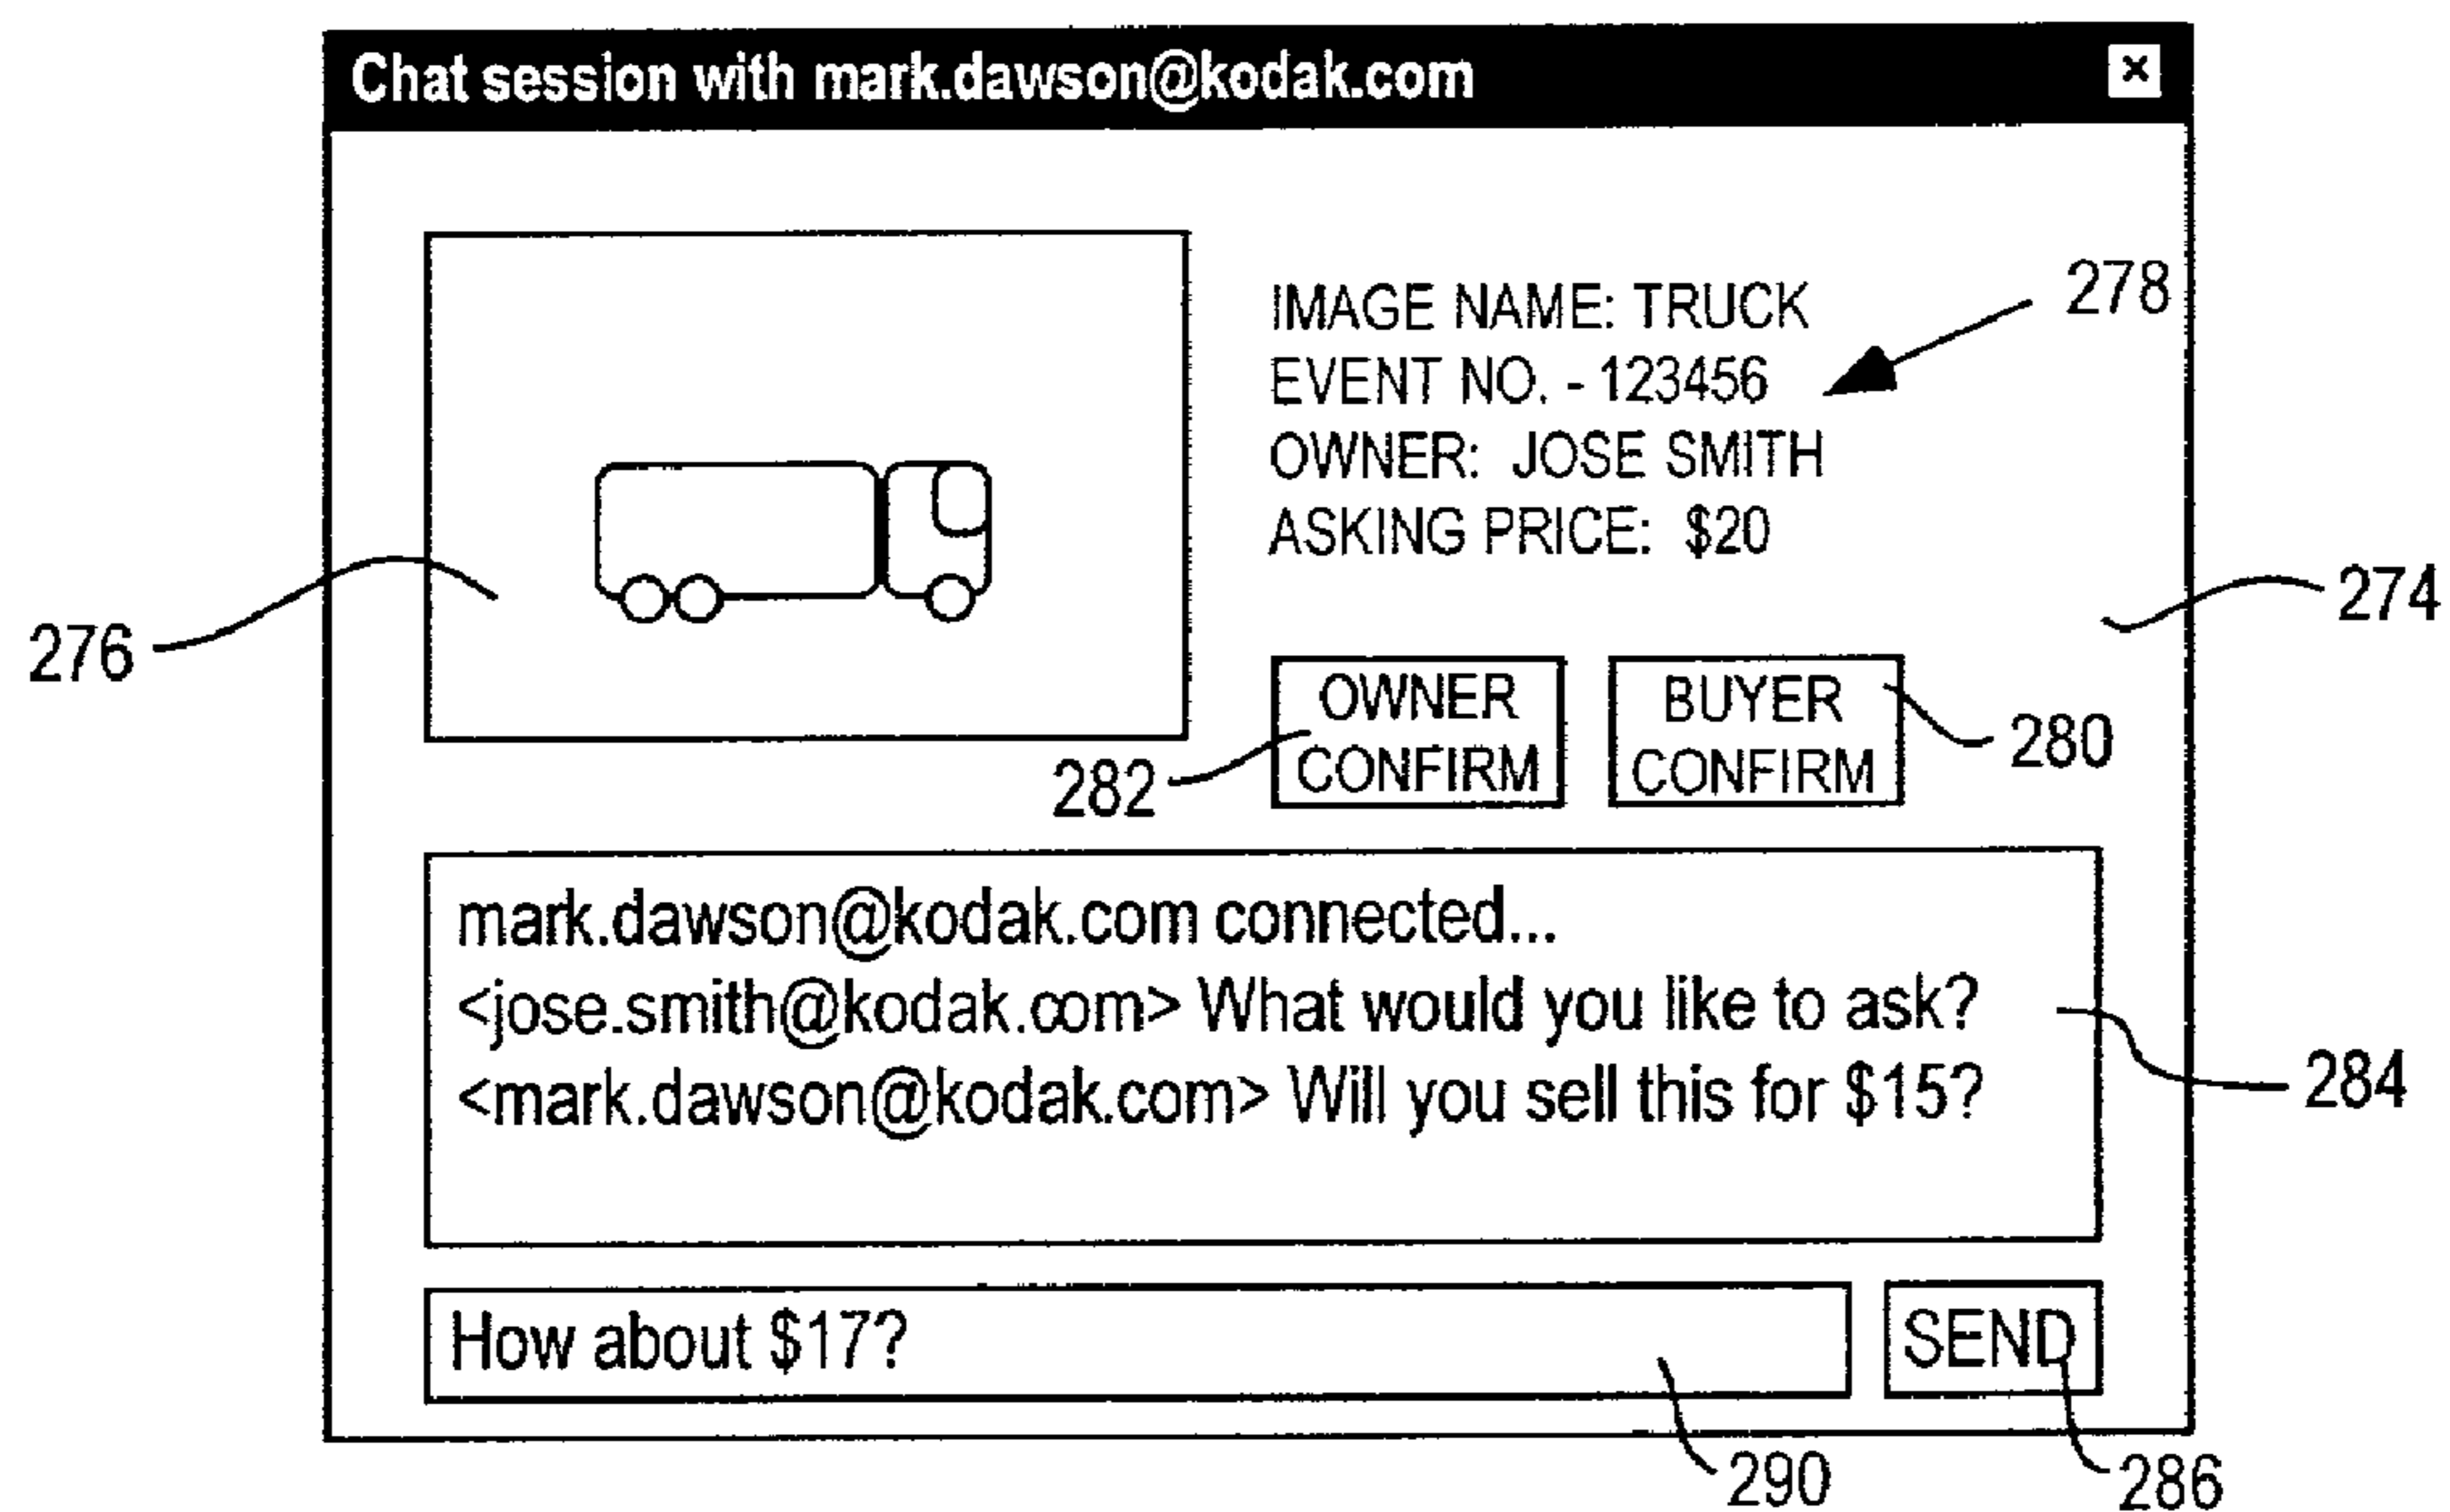 Chat session with mark.dawson@kodak.com
x
IMAGE NAME: TRUCK
278
EVENT NO. - 123456
OWNER: JOSE SMITH
ASKING PRICE: $20
274
276
OWNER
CONFIRM
BUYER
CONFIRM
280
282
mark.dawson@kodak.com connected...
<jose.smith@kodak.com> What would you like to ask?
<mark.dawson@kodak.com> Will you sell this for $15?
284
How about $17?
SEND
290
286